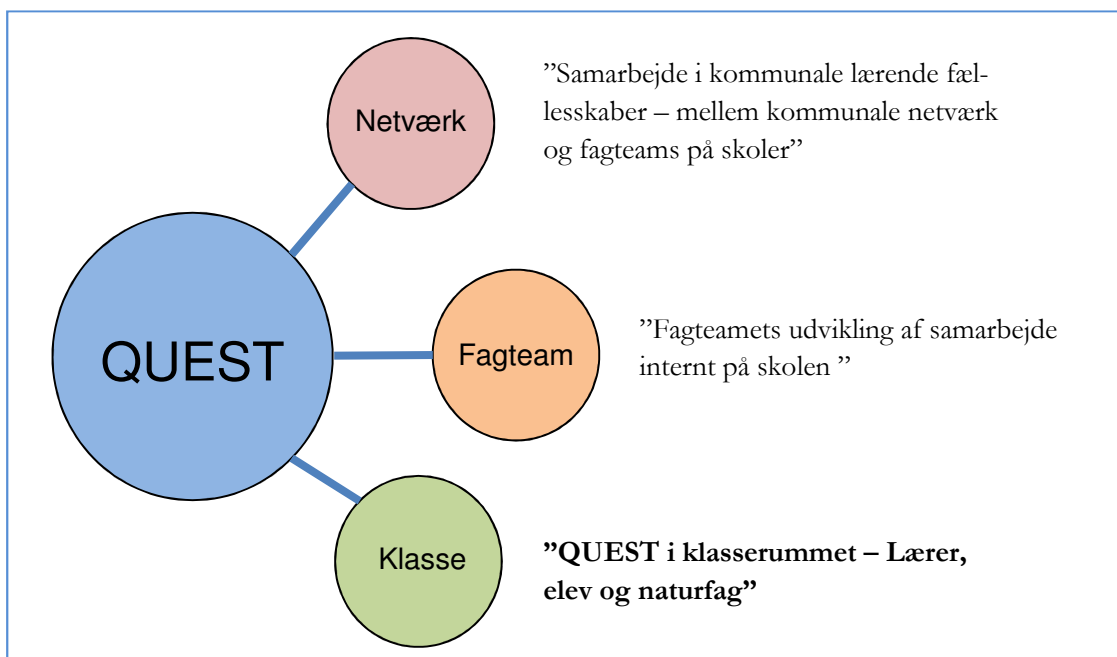 Netværk
”Samarbejde i kommunale lærende fæl-
lesskaber – mellem kommunale netværk
og fagteams på skoler”
QUEST
Fagteam
”Fagteamets udvikling af samarbejde
internt på skolen ”
Klasse
”QUEST i klasserummet – Lærer,
elev og naturfag”